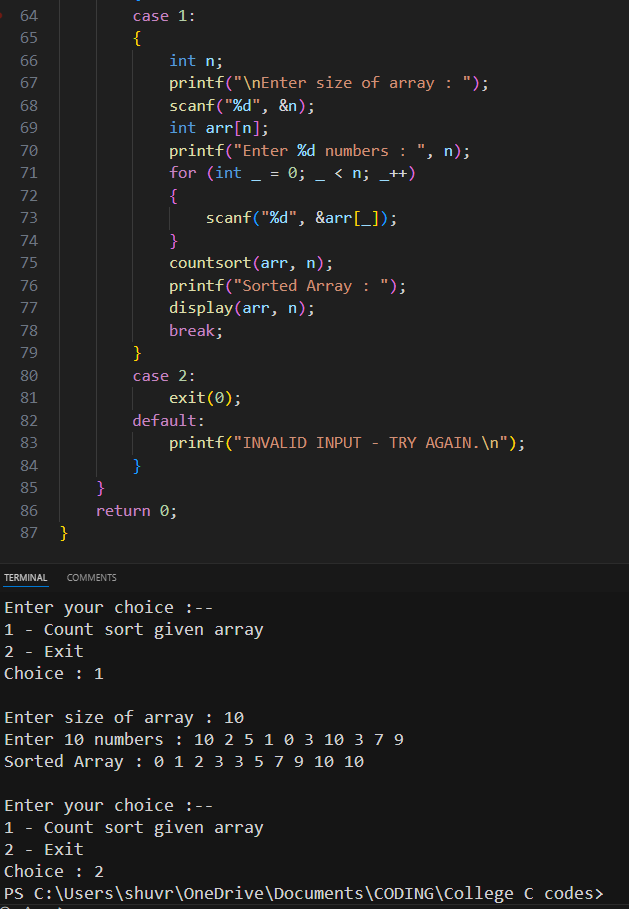 64 case 1:
65 {
66 int n;
67 printf("\nEnter size of array : ");
68 scanf("%d", &n);
69 int arr[n];
70 printf("Enter %d numbers : ", n);
71 for (int _ = 0; _ < n; _++)
72 {
73 scanf("%d", &arr[_]);
74 }
75 countsort(arr, n);
76 printf("Sorted Array : ");
77 display(arr, n);
78 break;
79 }
80 case 2:
81 exit(0);
82 default:
83 printf("INVALID INPUT - TRY AGAIN.\n");
84 }
85 }
86 return 0;
87 }
TERMINAL COMMENTS
Enter your choice :--
1 - Count sort given array
2 - Exit
Choice : 1
Enter size of array : 10
Enter 10 numbers : 10 2 5 1 0 3 10 3 7 9
Sorted Array : 0 1 2 3 3 5 7 9 10 10
Enter your choice :--
1 - Count sort given array
2 - Exit
Choice : 2
PS C:\Users\shuvr\OneDrive\Documents\CODING\College C codes>